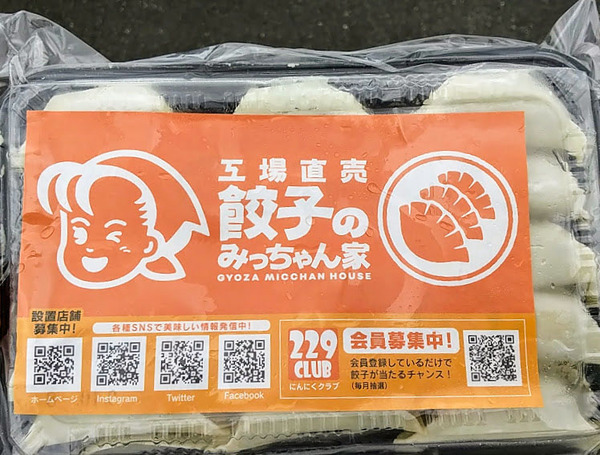 工場直売
餃子の
みっちゃん家
GYOZA MICCHAN HOUSE
設置店舗
募集中!
各種SNSで美味しい情報発信中!
ホームページ
Instagram
Twitter
Facebook
229
CLUB
にんにくクラブ
会員募集中!
会員登録しているだけで
餃子が当たるチャンス!
(毎月抽選)